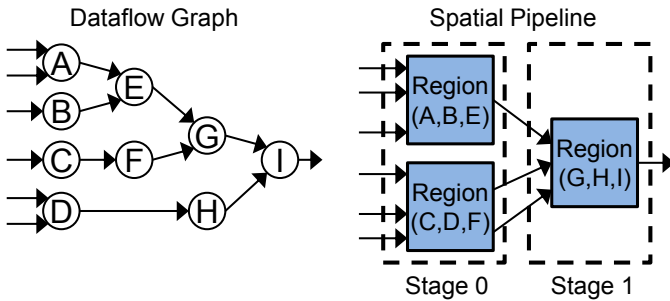 Dataflow Graph
A
B
C
D
E
F
G
H
I
Spatial Pipeline
Region
(A,B,E)
Region
(C,D,F)
Region
(G,H,I)
Stage 0
Stage 1